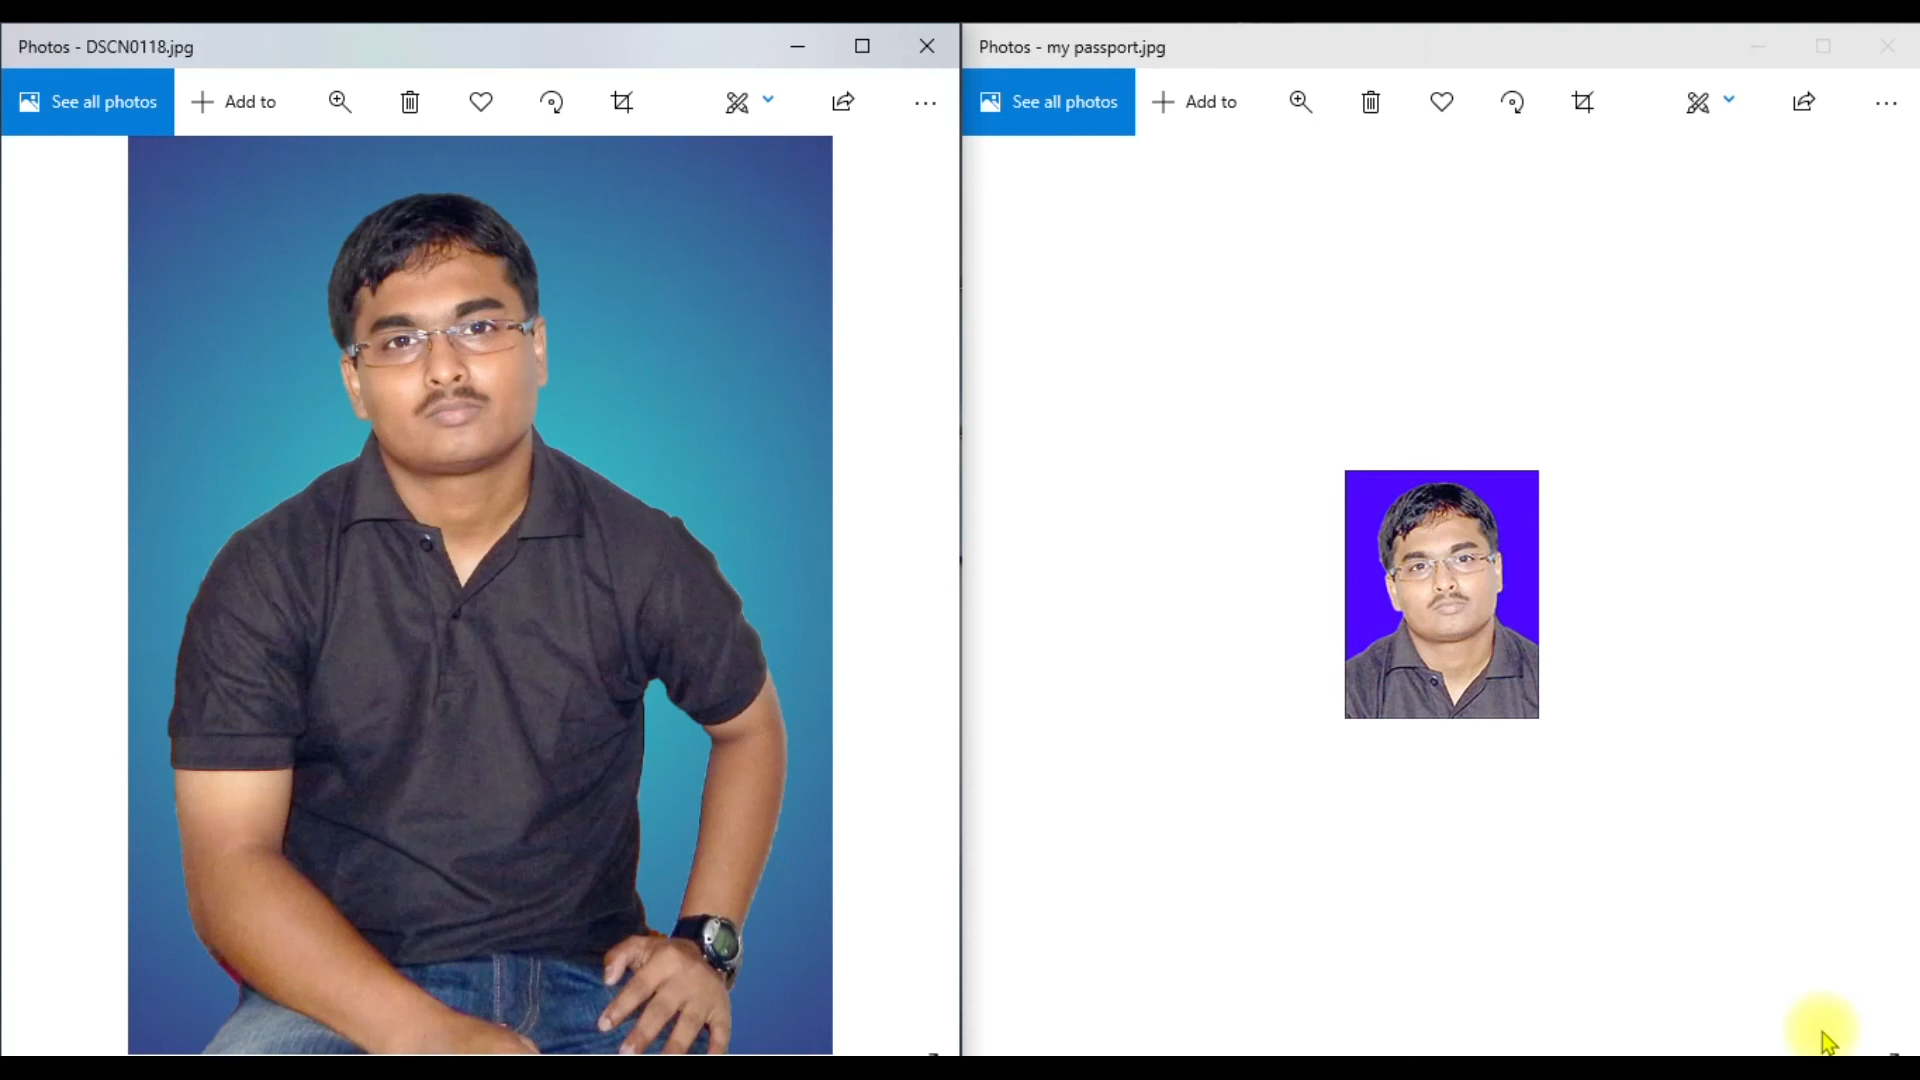 Photos - DSCN0118.jpg
See all photos
Add to
Photos - my passport.jpg
See all photos
Add to